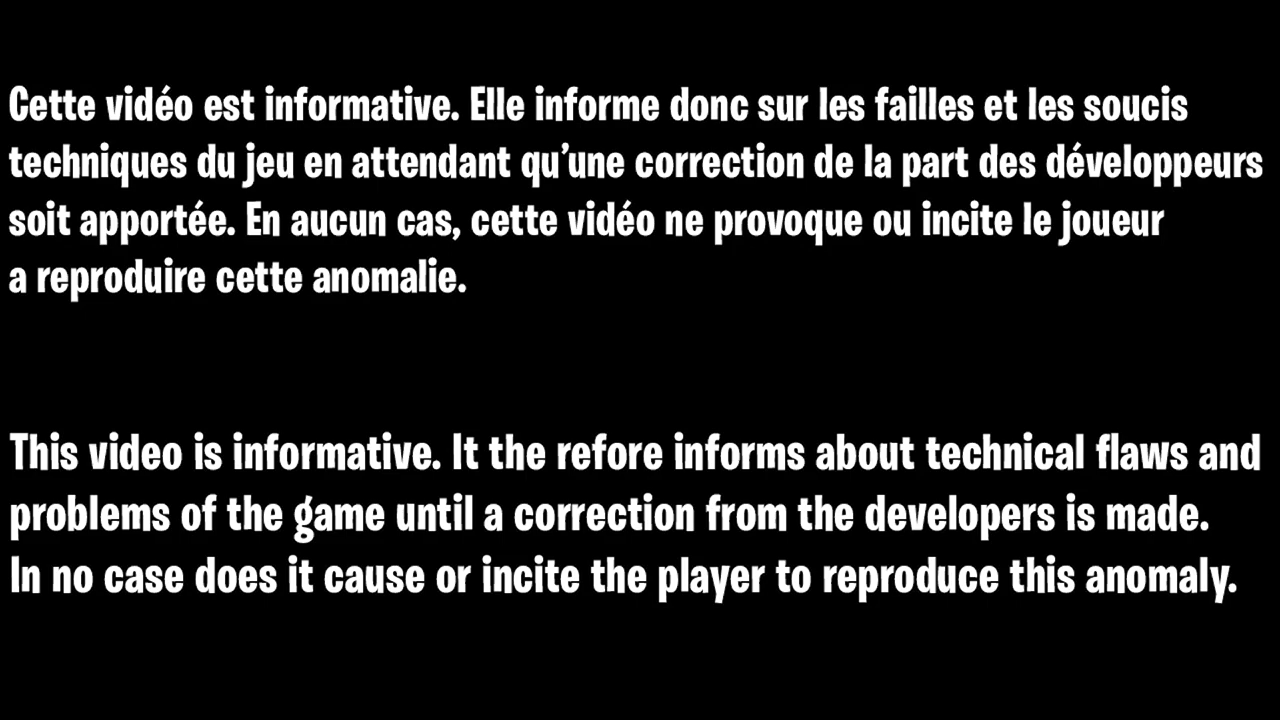 Cette vidéo est informative. Elle informe donc sur les failles et les soucis
techniques du jeu en attendant qu’une correction de la part des développeurs
soit apportée. En aucun cas, cette vidéo ne provoque ou incite le joueur
a reproduire cette anomalie.
This video is informative. It the refore informs about technical flaws and
problems of the game until a correction from the developers is made.
In no case does it cause or incite the player to reproduce this anomaly.